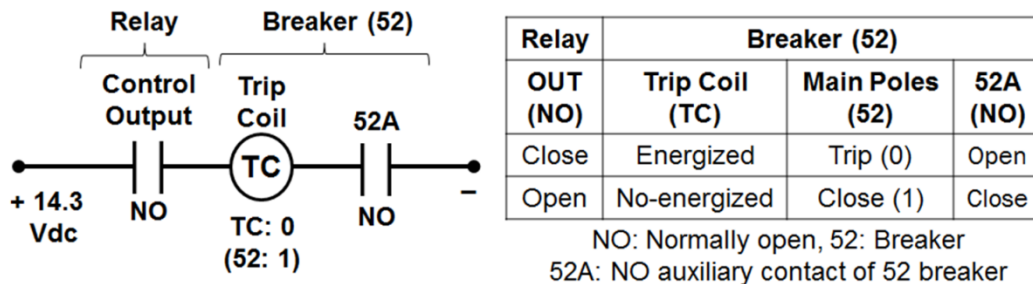 Relay Breaker (52)
Control Output
Trip Coil
52A
TC
+ 14.3 Vdc
NO
NO
–
TC: 0
(52: 1)
Relay Breaker (52)
OUT (NO) Trip Coil (TC) Main Poles (52) 52A (NO)
Close Energized Trip (0) Open
Open No-energized Close (1) Close
NO: Normally open, 52: Breaker
52A: NO auxiliary contact of 52 breaker